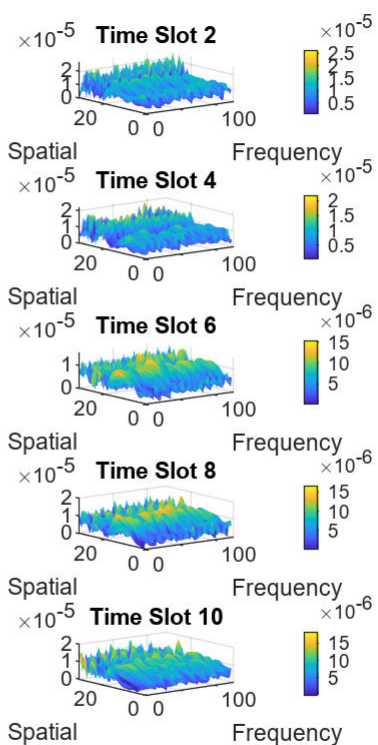 ×10⁻⁵ Time Slot 2 ×10⁻⁵
2 2.5
1 2
0 1.5
20 1
0 0 100 0.5
Spatial Frequency
×10⁻⁵ Time Slot 4 ×10⁻⁵
2 2
1 1.5
0 1
20 0.5
0 0 100
Spatial Frequency
×10⁻⁵ Time Slot 6 ×10⁻⁶
1 15
0 10
20 5
0 0 100
Spatial Frequency
×10⁻⁵ Time Slot 8 ×10⁻⁶
2 15
1 10
0 5
20
0 0 100
Spatial Frequency
×10⁻⁵ Time Slot 10 ×10⁻⁶
2 15
1 10
0 5
20
0 0 100
Spatial Frequency